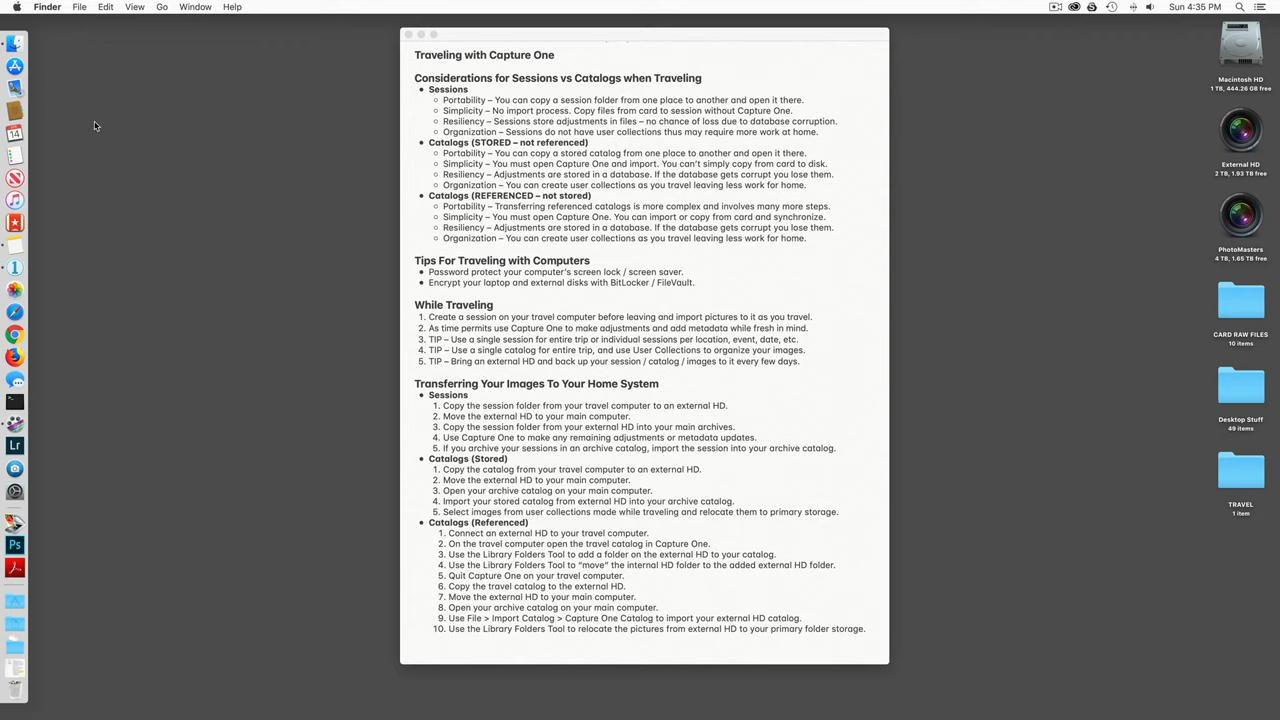 Finder File Edit View Go Window Help
Sun 4:35 PM
Traveling with Capture One
Considerations for Sessions vs Catalogs when Traveling
• Sessions
○ Portability – You can copy a session folder from one place to another and open it there.
○ Simplicity – No import process. Copy files from card to session without Capture One.
○ Resiliency – Sessions store adjustments in files – no chance of loss due to database corruption.
○ Organization – Sessions do not have user collections thus may require more work at home.
• Catalogs (STORED – not referenced)
○ Portability – You can copy a stored catalog from one place to another and open it there.
○ Simplicity – You must open Capture One and import. You can't simply copy from card to disk.
○ Resiliency – Adjustments are stored in a database. If the database gets corrupt you lose them.
○ Organization – You can create user collections as you travel leaving less work for home.
• Catalogs (REFERENCED – not stored)
○ Portability – Transferring referenced catalogs is more complex and involves many more steps.
○ Simplicity – You must open Capture One. You can import or copy from card and synchronize.
○ Resiliency – Adjustments are stored in a database. If the database gets corrupt you lose them.
○ Organization – You can create user collections as you travel leaving less work for home.
Tips For Traveling with Computers
• Password protect your computer's screen lock / screen saver.
• Encrypt your laptop and external disks with BitLocker / FileVault.
While Traveling
1. Create a session on your travel computer before leaving and import pictures to it as you travel.
2. As time permits use Capture One to make adjustments and add metadata while fresh in mind.
3. TIP – Use a single session for entire trip or individual sessions per location, event, date, etc.
4. TIP – Use a single catalog for entire trip, and use User Collections to organize your images.
5. TIP – Bring an external HD and back up your session / catalog / images to it every few days.
Transferring Your Images To Your Home System
• Sessions
1. Copy the session folder from your travel computer to an external HD.
2. Move the external HD to your main computer.
3. Copy the session folder from your external HD into your main archives.
4. Use Capture One to make any remaining adjustments or metadata updates.
5. If you archive your sessions in an archive catalog, import the session into your archive catalog.
• Catalogs (Stored)
1. Copy the catalog from your travel computer to an external HD.
2. Move the external HD to your main computer.
3. Open your archive catalog on your main computer.
4. Import your stored catalog from external HD into your archive catalog.
5. Select images from user collections made while traveling and relocate them to primary storage.
• Catalogs (Referenced)
1. Connect an external HD to your travel computer.
2. On the travel computer open the travel catalog in Capture One.
3. Use the Library Folders Tool to add a folder on the external HD to your catalog.
4. Use the Library Folders Tool to “move” the internal HD folder to the added external HD folder.
5. Quit Capture One on your travel computer.
6. Copy the travel catalog to the external HD.
7. Move the external HD to your main computer.
8. Open your archive catalog on your main computer.
9. Use File > Import Catalog > Capture One Catalog to import your external HD catalog.
10. Use the Library Folders Tool to relocate the pictures from external HD to your primary folder storage.
Macintosh HD
1 TB, 444.26 GB free
External HD
2 TB, 1.93 TB free
PhotoMasters
4 TB, 1.65 TB free
CARD RAW FILES
10 items
Desktop Stuff
49 items
TRAVEL
1 item
14
1
Lr
Ps